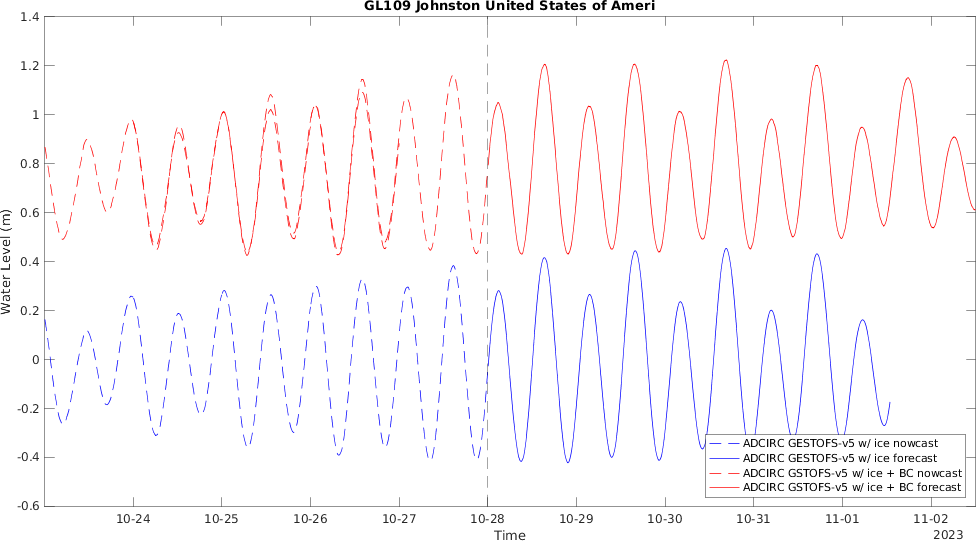 GL109 Johnston United States of Ameri
1.4
1.2
1
0.8
0.6
0.4
0.2
0
-0.2
-0.4
-0.6
Water Level (m)
ADCIRC GESTOFS-v5 w/ ice nowcast
ADCIRC GESTOFS-v5 w/ ice forecast
ADCIRC GSTOFS-v5 w/ ice + BC nowcast
ADCIRC GSTOFS-v5 w/ ice + BC forecast
10-24 10-25 10-26 10-27 10-28 10-29 10-30 10-31 11-01 11-02
Time
2023